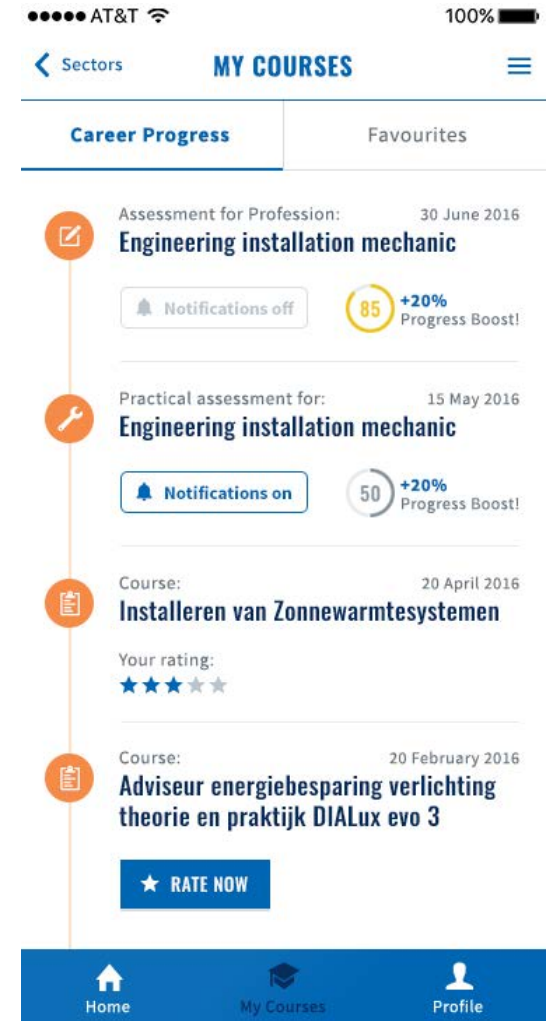 AT&T 100%
Sectors MY COURSES
Career Progress Favourites
Assessment for Profession: 30 June 2016
Engineering installation mechanic
Notifications off 85 +20%
Progress Boost!
Practical assessment for: 15 May 2016
Engineering installation mechanic
Notifications on 50 +20%
Progress Boost!
Course: 20 April 2016
Installeren van Zonnewarmtesystemen
Your rating:
Course: 20 February 2016
Adviseur energiebesparing verlichting
theorie en praktijk DIALux evo 3
RATE NOW
Home My Courses Profile